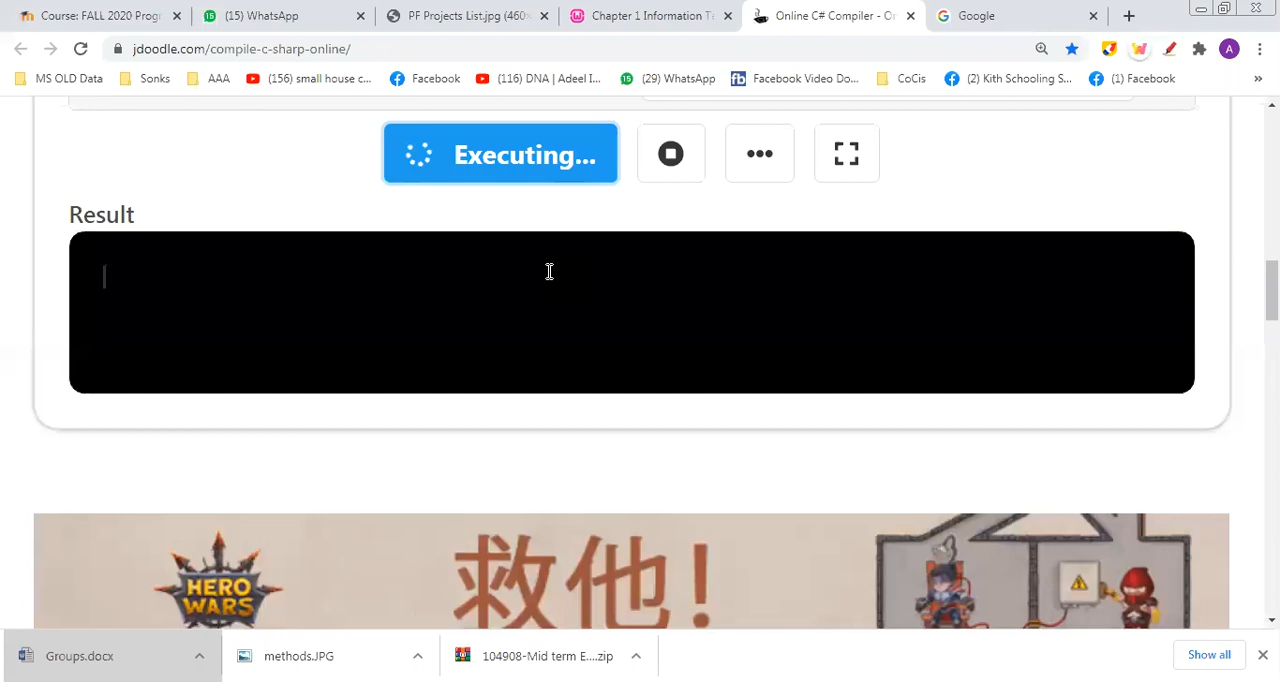 Course: FALL 2020 Progr
(15) WhatsApp
PF Projects List.jpg (460%
Chapter 1 Information Te
Online C# Compiler - On
Google
jdoodle.com/compile-c-sharp-online/
A
MS OLD Data
Sonks
AAA
(156) small house c...
Facebook
(116) DNA | Adeel I...
(29) WhatsApp
Facebook Video Do...
CoCis
(2) Kith Schooling S...
(1) Facebook
»
Executing...
Result
HERO
WARS
救他!
Groups.docx
methods.JPG
104908-Mid term E....zip
Show all